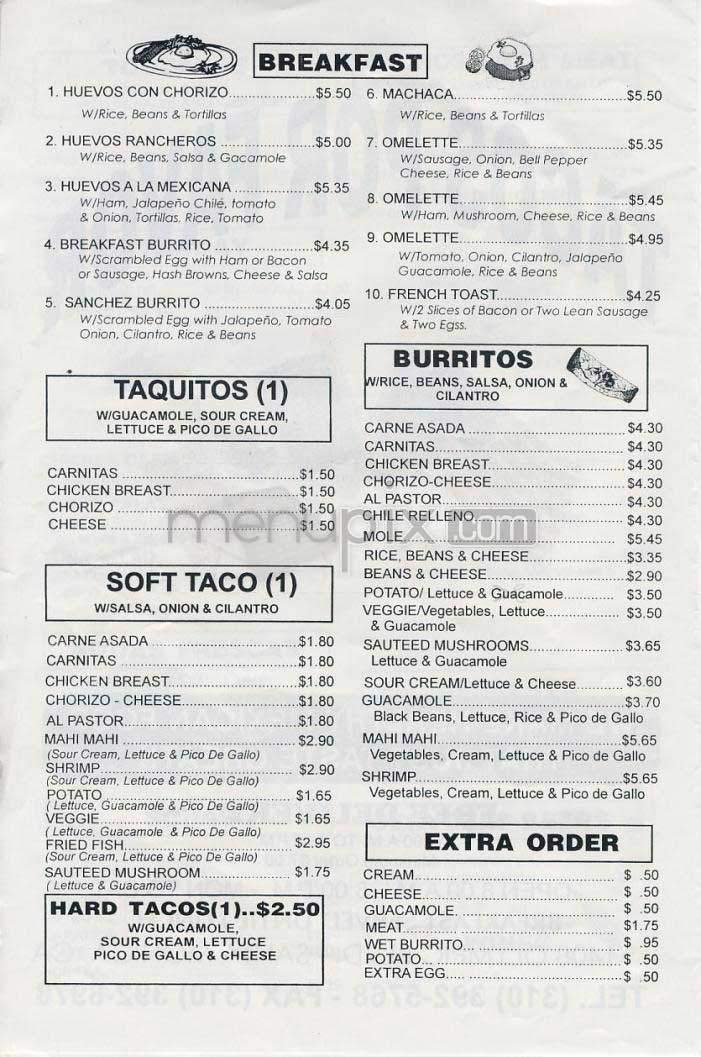 BREAKFAST
1. HUEVOS CON CHORIZO...$5.50
W/Rice, Beans & Tortillas
2. HUEVOS RANCHEROS ...$5.00
W/Rice, Beans, Salsa & Gacamole
3. HUEVOS A LA MEXICANA ...$5.35
W/Ham, Jalapeño Chilé, tomato
& Onion, Tortillas, Rice, Tomato
4. BREAKFAST BURRITO ...$4.35
W/Scrambled Egg with Ham or Bacon
or Sausage, Hash Browns, Cheese & Salsa
5. SANCHEZ BURRITO ...$4.05
W/Scrambled Egg with Jalapeño, Tomato
Onion, Cilantro, Rice & Beans
6. MACHACA...$5.50
W/Rice, Beans & Tortillas
7. OMELETTE...$5.35
W/Sausage, Onion, Bell Pepper
Cheese, Rice & Beans
8. OMELETTE...$5.45
W/Ham, Mushroom, Cheese, Rice & Beans
9. OMELETTE...$4.95
W/Tomato, Onion, Cilantro, Jalapeño
Guacamole, Rice & Beans
10. FRENCH TOAST...$4.25
W/2 Slices of Bacon or Two Lean Sausage
& Two Egss.
TAQUITOS (1)
W/GUACAMOLE, SOUR CREAM,
LETTUCE & PICO DE GALLO
CARNITAS ...$1.50
CHICKEN BREAST...$1.50
CHORIZO ...$1.50
CHEESE ...$1.50
SOFT TACO (1)
W/SALSA, ONION & CILANTRO
CARNE ASADA ...$1.80
CARNITAS ...$1.80
CHICKEN BREAST...$1.80
CHORIZO - CHEESE...$1.80
AL PASTOR...$1.80
MAHI MAHI ...$2.90
(Sour Cream, Lettuce & Pico De Gallo)
SHRIMP...$2.90
(Sour Cream, Lettuce & Pico De Gallo)
POTATO...$1.65
( Lettuce, Guacamole & Pico De Gallo)
VEGGIE...$1.65
( Lettuce, Guacamole & Pico De Gallo)
FRIED FISH...$2.95
(Sour Cream, Lettuce & Pico De Gallo)
SAUTEED MUSHROOM...$1.75
( Lettuce & Guacamole)
HARD TACOS(1)..$2.50
W/GUACAMOLE,
SOUR CREAM, LETTUCE
PICO DE GALLO & CHEESE
BURRITOS
W/RICE, BEANS, SALSA, ONION &
CILANTRO
CARNE ASADA ...$4.30
CARNITAS...$4.30
CHICKEN BREAST...$4.30
CHORIZO-CHEESE...$4.30
AL PASTOR...$4.30
CHILE RELLENO...$4.30
MOLE...$5.45
RICE, BEANS & CHEESE...$3.35
BEANS & CHEESE...$2.90
POTATO/ Lettuce & Guacamole...$3.50
VEGGIE/Vegetables, Lettuce...$3.50
& Guacamole
SAUTEED MUSHROOMS...$3.65
Lettuce & Guacamole
SOUR CREAM/Lettuce & Cheese...$3.60
GUACAMOLE...$3.70
Black Beans, Lettuce, Rice & Pico de Gallo
MAHI MAHI...$5.65
Vegetables, Cream, Lettuce & Pico de Gallo
SHRIMP...$5.65
Vegetables, Cream, Lettuce & Pico de Gallo
EXTRA ORDER
CREAM...$ .50
CHEESE...$ .50
GUACAMOLE...$ .50
MEAT...$1.75
WET BURRITO...$ .95
POTATO...$ .50
EXTRA EGG...$ .50
menupix.com